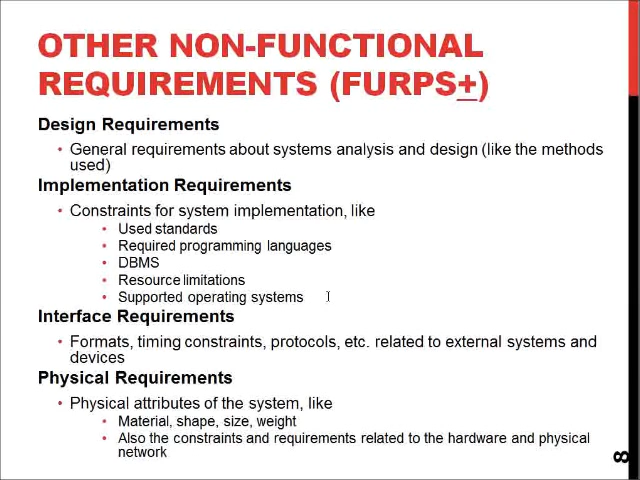 OTHER NON-FUNCTIONAL
REQUIREMENTS (FURPS+)
Design Requirements
• General requirements about systems analysis and design (like the methods
used)
Implementation Requirements
• Constraints for system implementation, like
• Used standards
• Required programming languages
• DBMS
• Resource limitations
• Supported operating systems
Interface Requirements
• Formats, timing constraints, protocols, etc. related to external systems and
devices
Physical Requirements
• Physical attributes of the system, like
• Material, shape, size, weight
• Also the constraints and requirements related to the hardware and physical
network
8